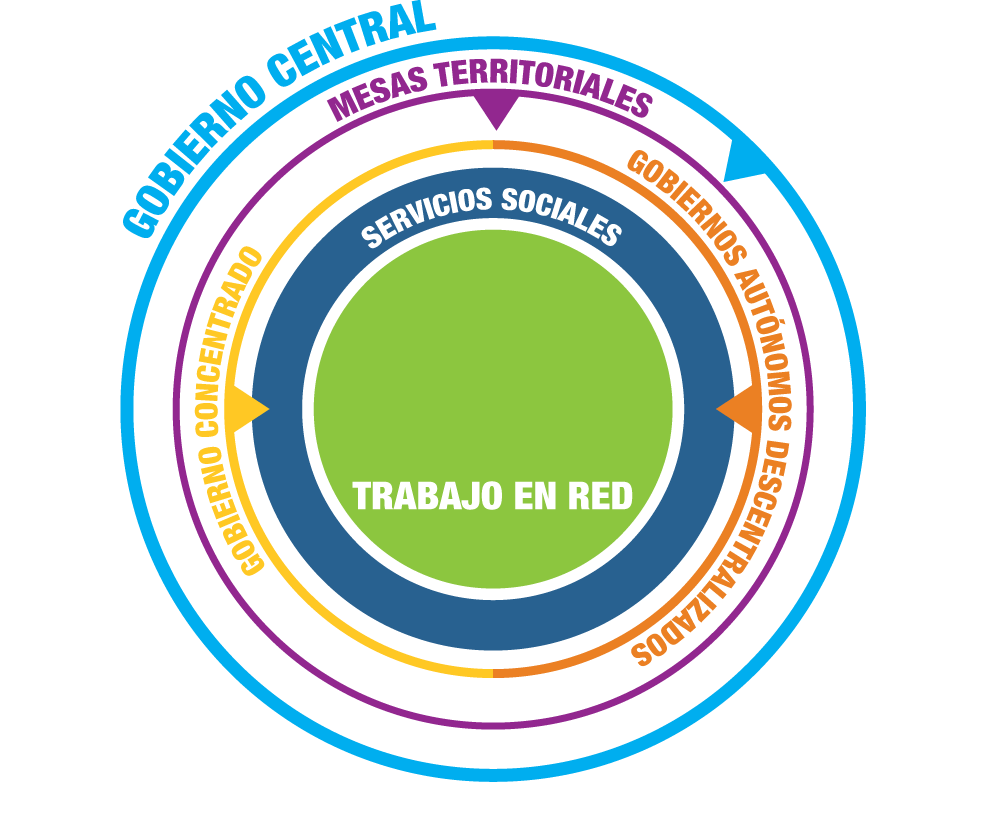 GOBIERNO CENTRAL
MESAS TERRITORIALES
GOBIERNOS AUTÓNOMOS DESCENTRALIZADOS
SERVICIOS SOCIALES
GOBIERNO CONCENTRADO
TRABAJO EN RED